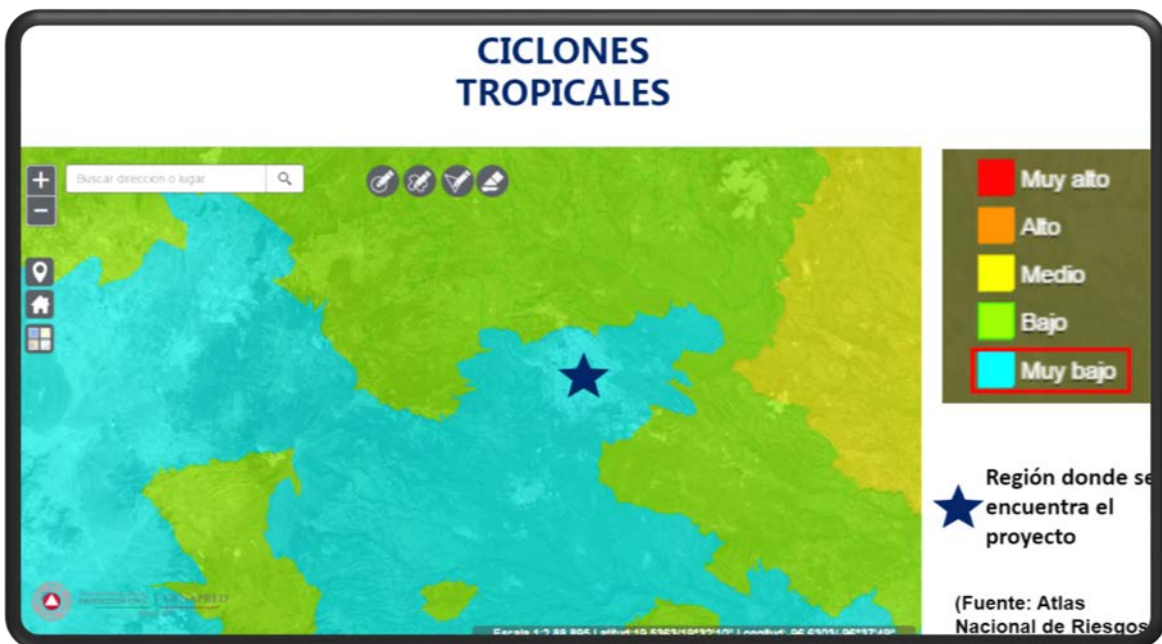 CICLONES
TROPICALES
Buscar dirección o lugar
Muy alto
Alto
Medio
Bajo
Muy bajo
Región donde se
encuentra el
proyecto
(Fuente: Atlas
Nacional de Riesgos
CENAPRED